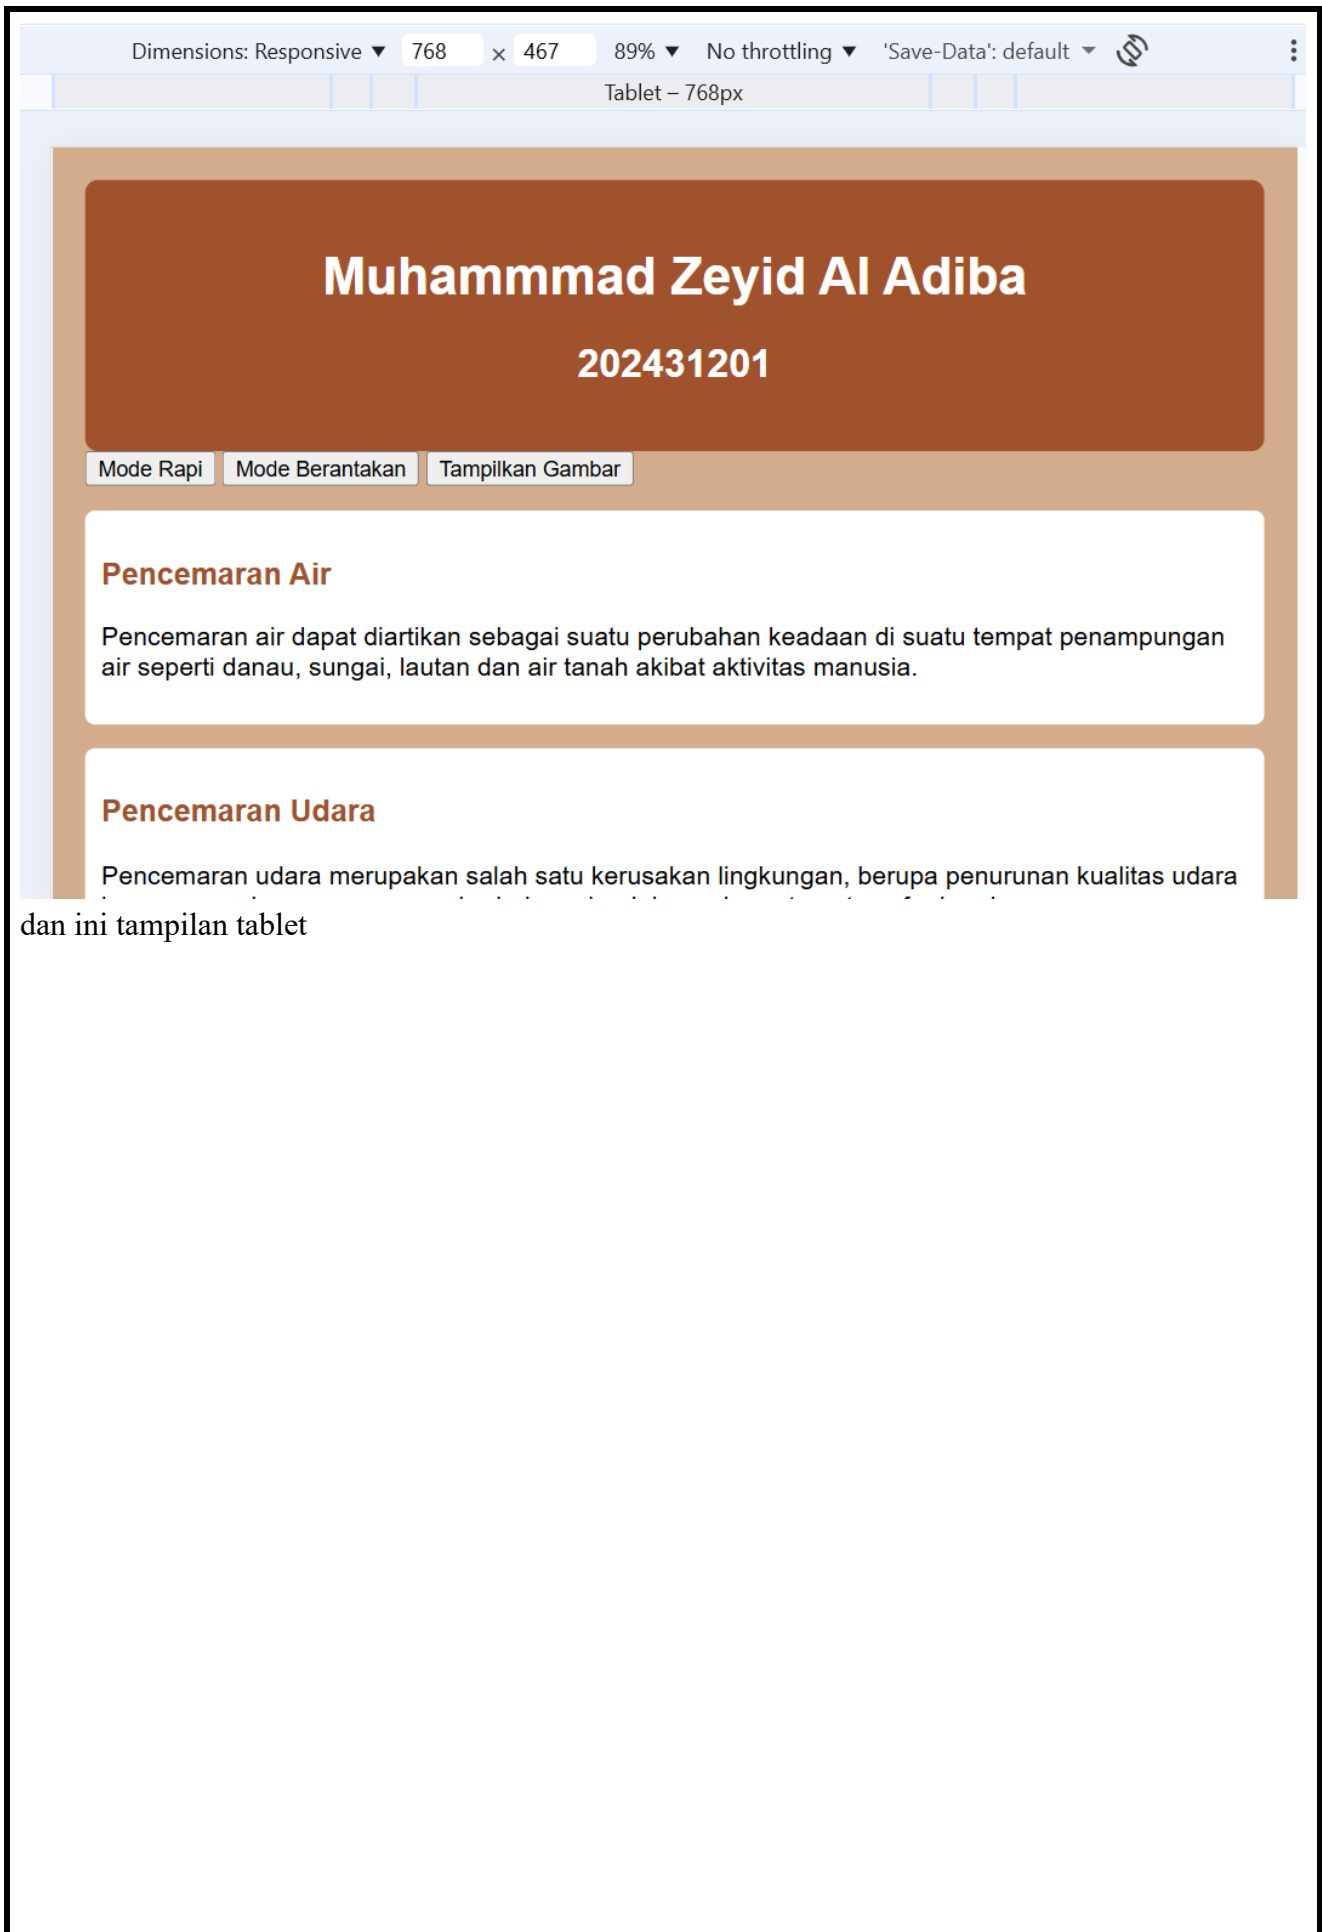 Dimensions: Responsive ▼ 768 × 467 89% ▼ No throttling ▼ 'Save-Data': default ▼
Tablet – 768px
Muhammmad Zeyid Al Adiba
202431201
Mode Rapi Mode Berantakan Tampilkan Gambar
Pencemaran Air
Pencemaran air dapat diartikan sebagai suatu perubahan keadaan di suatu tempat penampungan
air seperti danau, sungai, lautan dan air tanah akibat aktivitas manusia.
Pencemaran Udara
Pencemaran udara merupakan salah satu kerusakan lingkungan, berupa penurunan kualitas udara
dan ini tampilan tablet